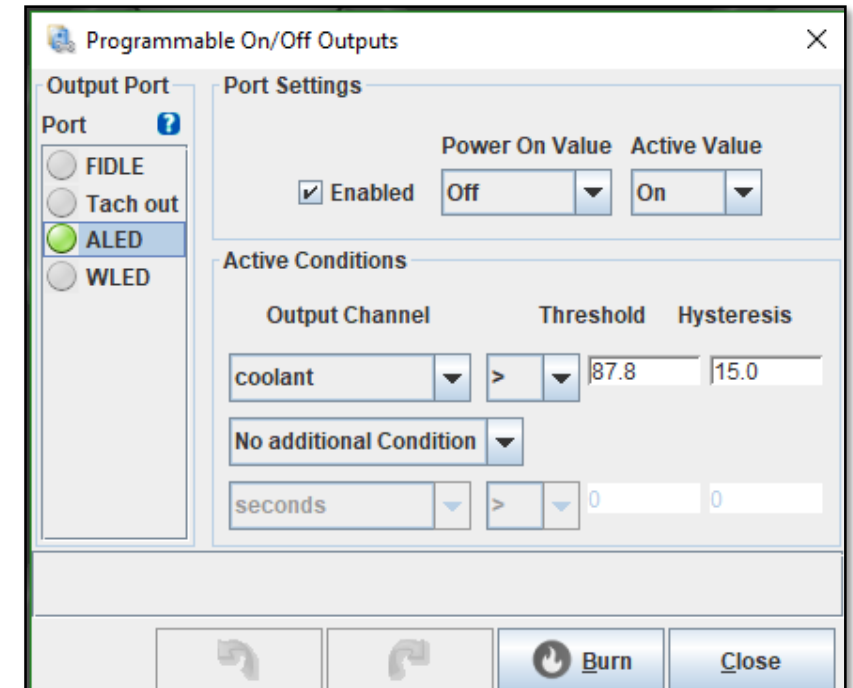 Programmable On/Off Outputs
Output Port
Port
?
FIDLE
Tach out
ALED
WLED
Port Settings
Power On Value Active Value
Enabled Off On
Active Conditions
Output Channel Threshold Hysteresis
coolant > 87.8 15.0
No additional Condition
seconds > 0 0
Burn Close